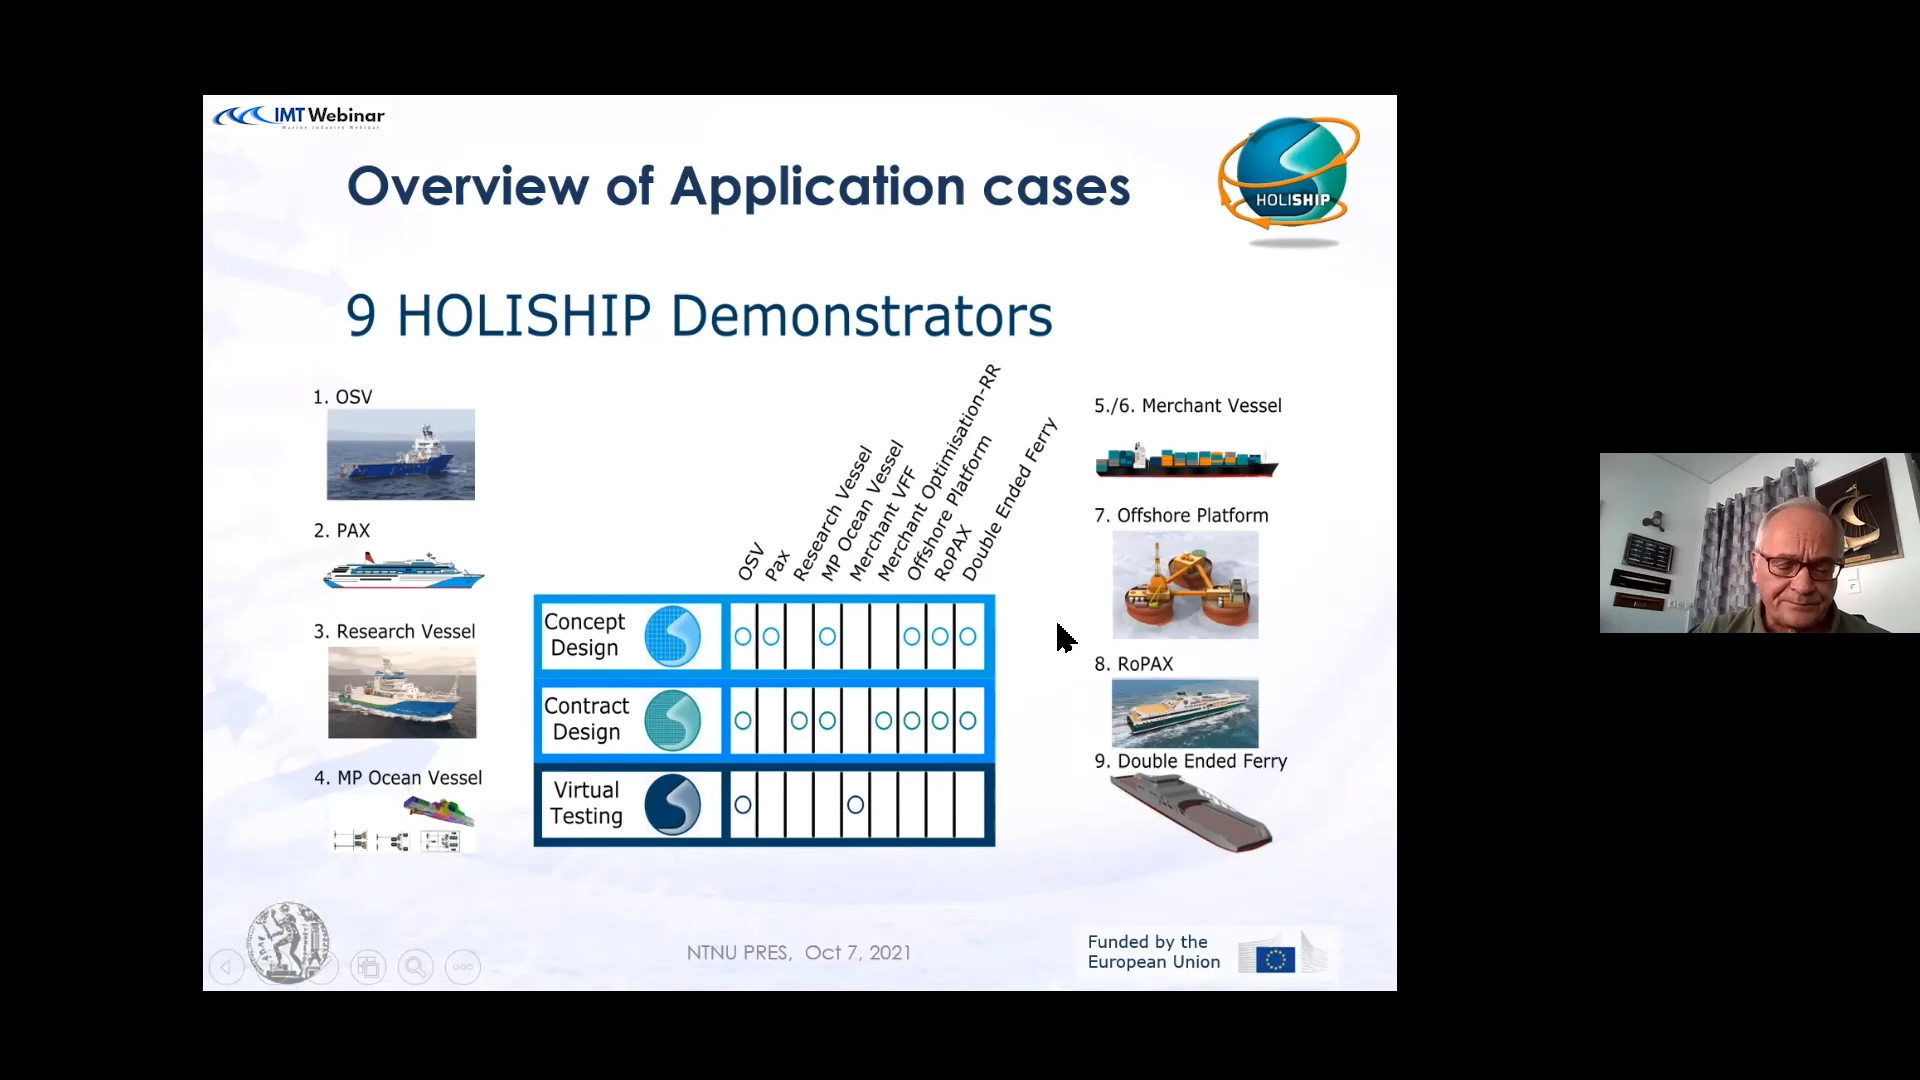 IMT Webinar
Marine Industry Webinar
Overview of Application cases
HOLISHIP
9 HOLISHIP Demonstrators
1. OSV
2. PAX
3. Research Vessel
4. MP Ocean Vessel
OSV
Pax
Research Vessel
MP Ocean Vessel
Merchant VFF
Merchant Optimisation-RR
Offshore Platform
RoPAX
Double Ended Ferry
Concept
Design
Contract
Design
Virtual
Testing
5./6. Merchant Vessel
7. Offshore Platform
8. RoPAX
9. Double Ended Ferry
NTNU PRES, Oct 7, 2021
Funded by the
European Union